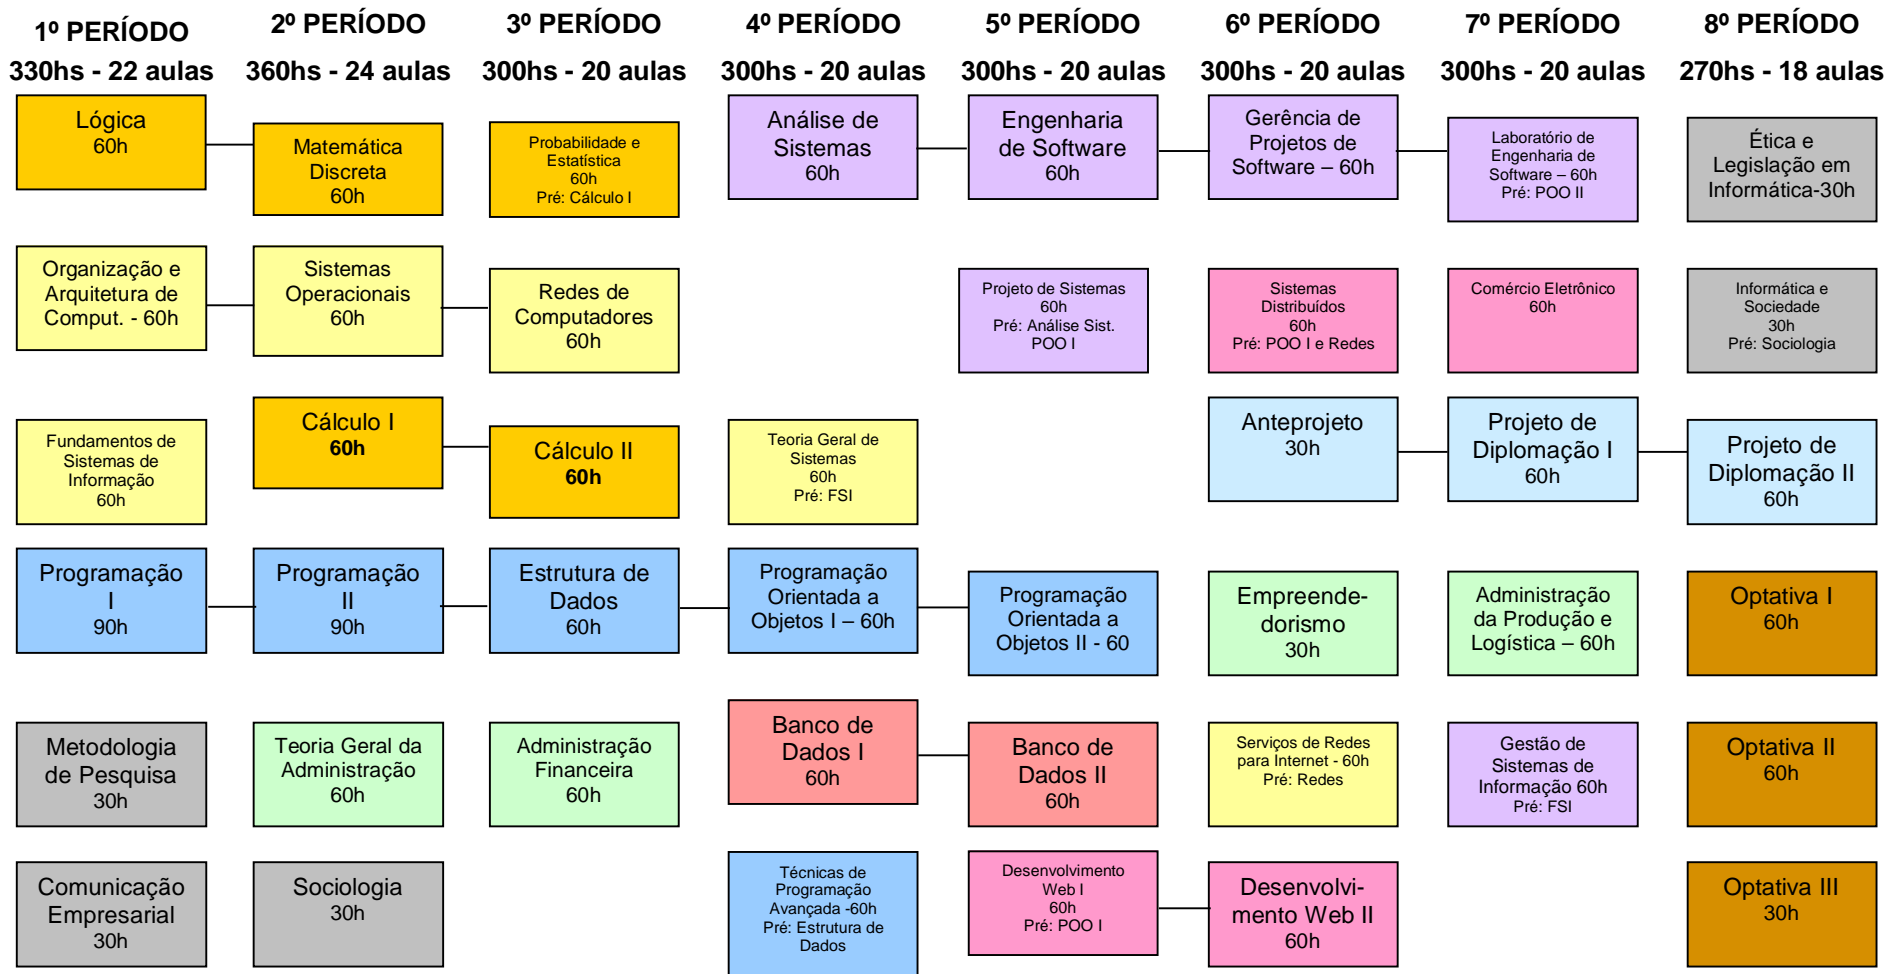 1º PERÍODO
330hs - 22 aulas
2º PERÍODO
360hs - 24 aulas
3º PERÍODO
300hs - 20 aulas
4º PERÍODO
300hs - 20 aulas
5º PERÍODO
300hs - 20 aulas
6º PERÍODO
300hs - 20 aulas
7º PERÍODO
300hs - 20 aulas
8º PERÍODO
270hs - 18 aulas
Lógica
60h
Matemática
Discreta
60h
Probabilidade e
Estatística
60h
Pré: Cálculo I
Análise de
Sistemas
60h
Engenharia
de Software
60h
Gerência de
Projetos de
Software – 60h
Laboratório de
Engenharia de
Software – 60h
Pré: POO II
Ética e
Legislação em
Informática-30h
Organização e
Arquitetura de
Comput. - 60h
Sistemas
Operacionais
60h
Redes de
Computadores
60h
Projeto de Sistemas
60h
Pré: Análise Sist.
POO I
Sistemas
Distribuídos
60h
Pré: POO I e Redes
Comércio Eletrônico
60h
Informática e
Sociedade
30h
Pré: Sociologia
Fundamentos de
Sistemas de
Informação
60h
Cálculo I
60h
Cálculo II
60h
Teoria Geral de
Sistemas
60h
Pré: FSI
Anteprojeto
30h
Projeto de
Diplomação I
60h
Projeto de
Diplomação II
60h
Programação
I
90h
Programação
II
90h
Estrutura de
Dados
60h
Programação
Orientada a
Objetos I – 60h
Programação
Orientada a
Objetos II - 60
Empreende-
dorismo
30h
Administração
da Produção e
Logística – 60h
Optativa I
60h
Metodologia
de Pesquisa
30h
Teoria Geral da
Administração
60h
Administração
Financeira
60h
Banco de
Dados I
60h
Banco de
Dados II
60h
Serviços de Redes
para Internet - 60h
Pré: Redes
Gestão de
Sistemas de
Informação 60h
Pré: FSI
Optativa II
60h
Comunicação
Empresarial
30h
Sociologia
30h
Técnicas de
Programação
Avançada -60h
Pré: Estrutura de
Dados
Desenvolvimento
Web I
60h
Pré: POO I
Desenvolvi-
mento Web II
60h
Optativa III
30h